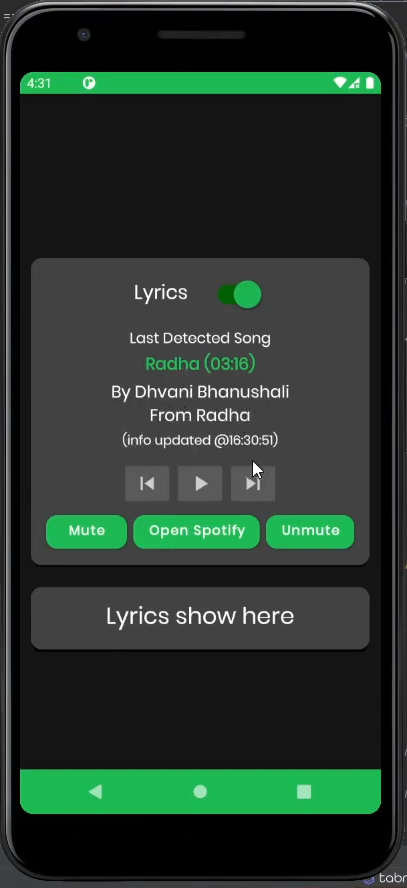 4:31
Lyrics
Last Detected Song
Radha (03:16)
By Dhvani Bhanushali
From Radha
(info updated @16:30:51)
Mute Open Spotify Unmute
Lyrics show here